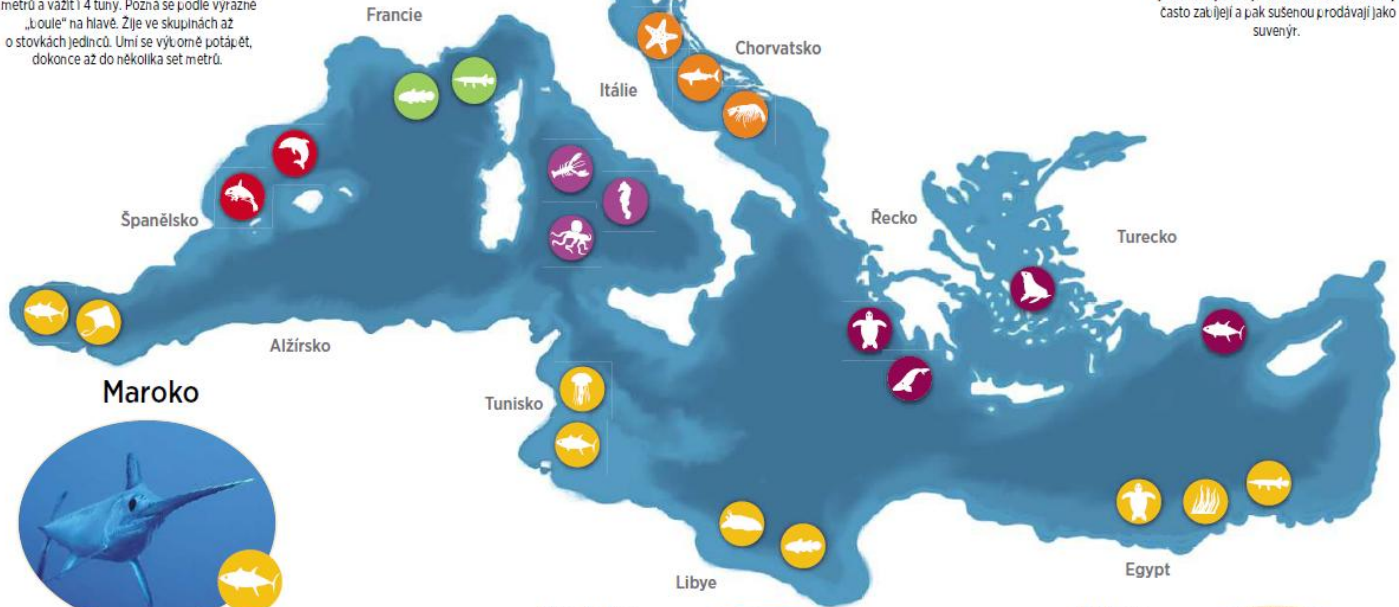 metrů a vážit i 4 tuny. Pozná se podle výrazné
„boule“ na hlavě. Žije ve skupinách až
o stovkách jedinců. Umí se výborně potápět,
dokonce až do několika set metrů.
často zabíjejí a pak sušenou prodávají jako
suvenýr.
Francie
Chorvatsko
Itálie
Španělsko
Řecko
Turecko
Alžírsko
Maroko
Tunisko
Libye
Egypt